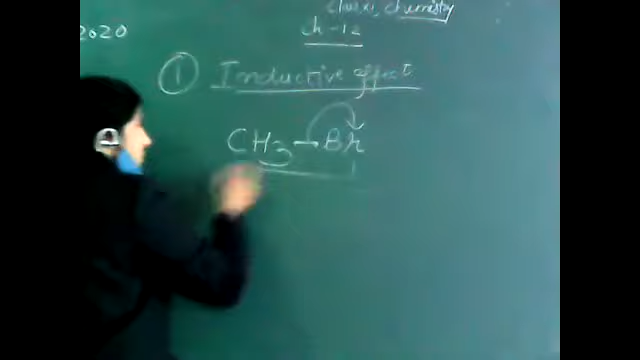 class XI, chemistry
2020
ch-12
① Inductive effect
CH3 — Br